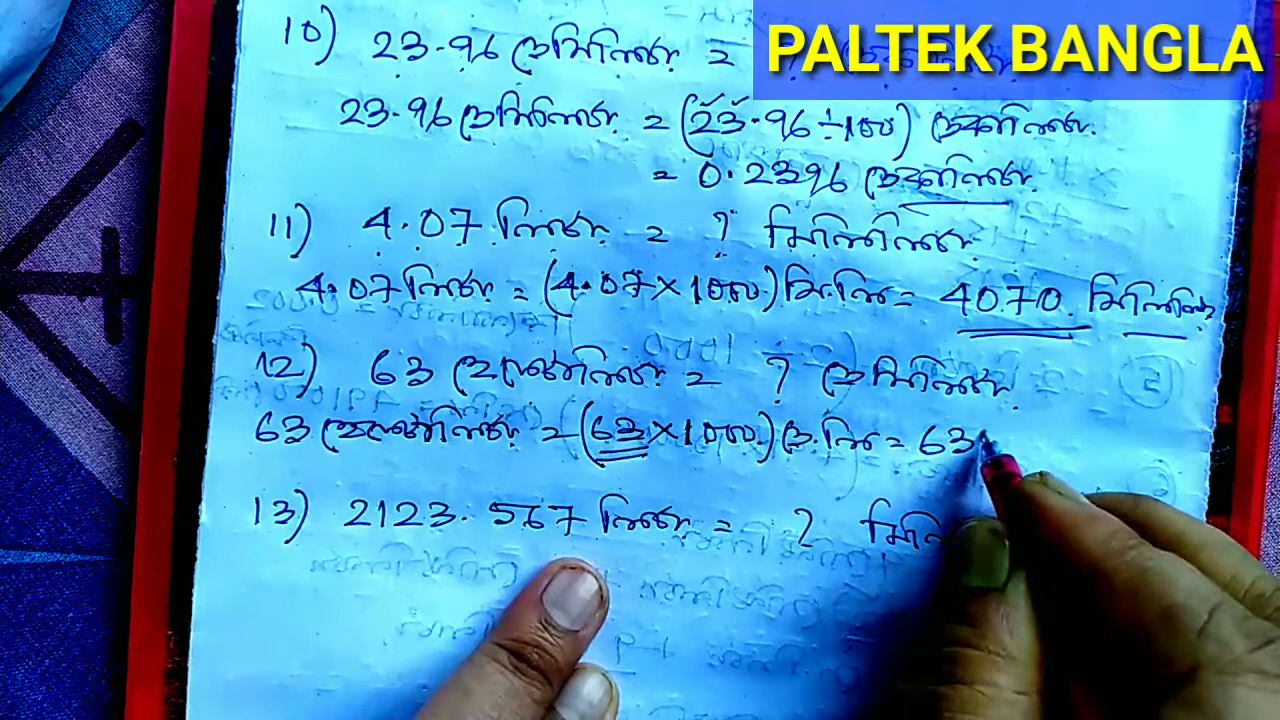 PALTEK BANGLA
10) 23.96 ডেসিলিটার = ?
23.96 ডেসিলিটার = (23.96 ÷ 100) ডেকালিটার
= 0.2396 ডেকালিটার
11) 4.07 লিটার = ? মিলিলিটার
4.07 লিটার = (4.07 × 1000) মি.লি = 4070. মিলিলিটার
12) 63 হেক্টোলিটার = ? ডেসিলিটার
63 হেক্টোলিটার = (63 × 1000) ডে.লি = 63
13) 2123.567 লিটার = ? মিলি